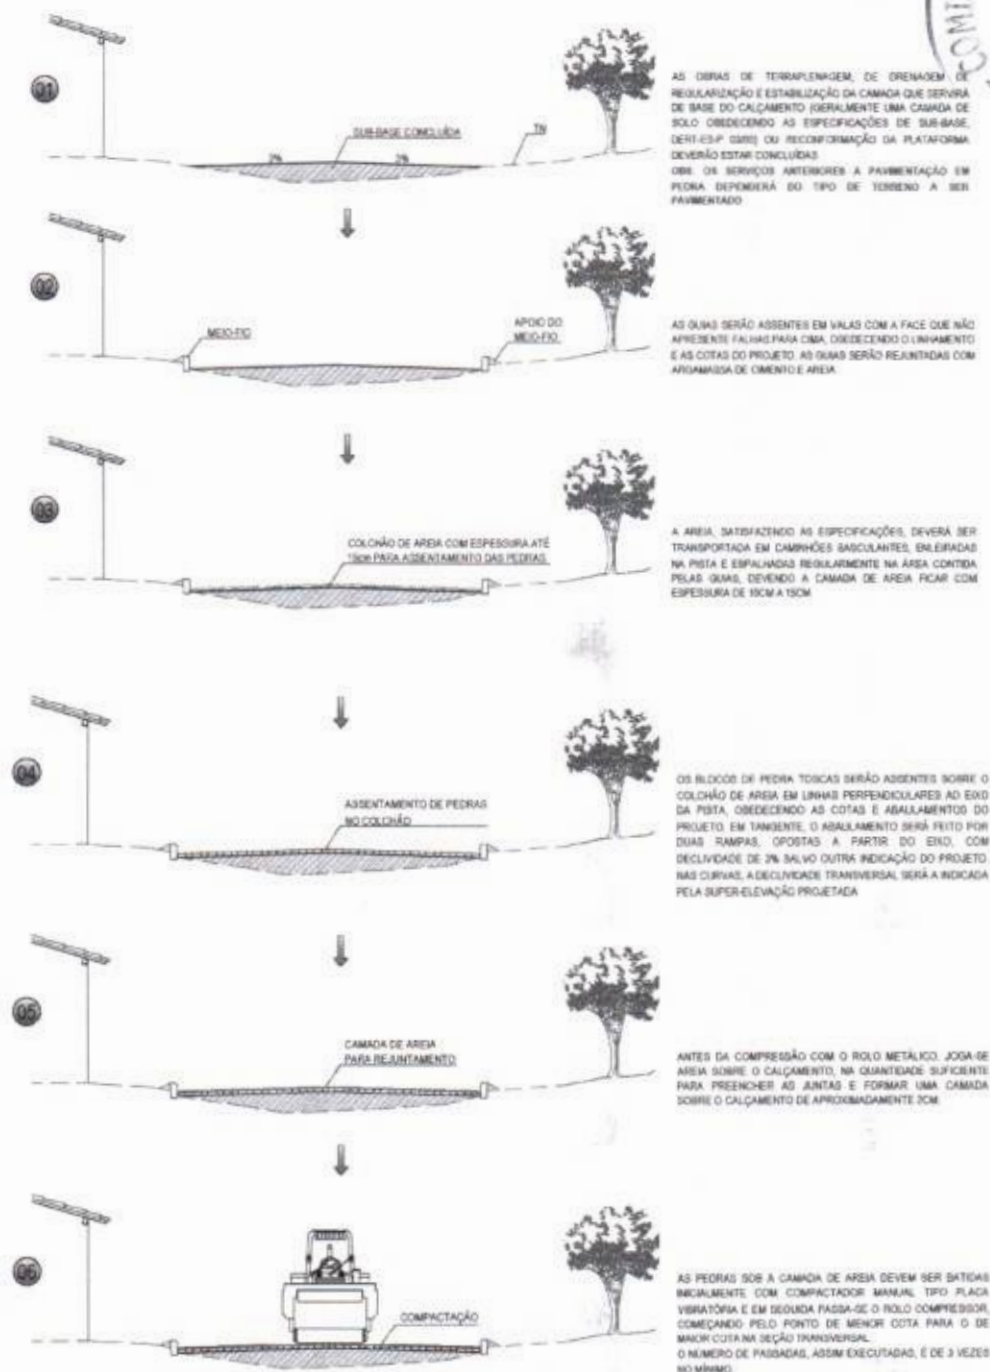 COMI
01
AS OBRAS DE TERRAPLENAGEM, DE DRENAGEM DE
REGULARIZAÇÃO E ESTABILIZAÇÃO DA CAMADA QUE SERVIRÁ
DE BASE DO CALÇAMENTO (GERALMENTE UMA CAMADA DE
SOLO OBEDECENDO AS ESPECIFICAÇÕES DE SUB-BASE,
DERT-ES-P OU RECONFORMAÇÃO DA PLATAFORMA
DEVERÃO ESTAR CONCLUÍDAS
OBS. OS SERVIÇOS ANTERIORES A PAVIMENTAÇÃO EM
PEDRA DEPENDERÁ DO TIPO DE TERRENO A SER
PAVIMENTADO
SUB-BASE CONCLUÍDA
TN
3% 3%
02
MEIO-FIO
APOIO DO
MEIO-FIO
AS GUIAS SERÃO ASSENTES EM VALAS COM A FACE QUE NÃO
APRESENTE FALHAS PARA CIMA, OBEDECENDO O LINHAMENTO
E AS COTAS DO PROJETO. AS GUIAS SERÃO REJUNTADAS COM
ARGAMASSA DE CIMENTO E AREIA.
03
COLCHÃO DE AREIA COM ESPESSURA ATÉ
15cm PARA ASSENTAMENTO DAS PEDRAS
A AREIA, SATISFAZENDO AS ESPECIFICAÇÕES, DEVERÁ SER
TRANSPORTADA EM CAMINHÕES BASCULANTES, ENLEIRADAS
NA PISTA E ESPALHADAS REGULARMENTE NA ÁREA CONTIDA
PELAS GUIAS, DEVENDO A CAMADA DE AREIA FICAR COM
ESPESSURA DE 10CM A 15CM
04
ASSENTAMENTO DE PEDRAS
NO COLCHÃO
OS BLOCOS DE PEDRA TOSCAS SERÃO ASSENTES SOBRE O
COLCHÃO DE AREIA EM LINHAS PERPENDICULARES AO EIXO
DA PISTA, OBEDECENDO AS COTAS E ABAULAMENTOS DO
PROJETO. EM TANGENTE, O ABAULAMENTO SERÁ FEITO POR
DUAS RAMPAS, OPOSTAS A PARTIR DO EIXO, COM
DECLIVIDADE DE 3% SALVO OUTRA INDICAÇÃO DO PROJETO.
NAS CURVAS, A DECLIVIDADE TRANSVERSAL SERÁ A INDICADA
PELA SUPER-ELEVAÇÃO PROJETADA
05
CAMADA DE AREIA
PARA REJUNTAMENTO
ANTES DA COMPRESSÃO COM O ROLO METÁLICO, JOGA-SE
AREIA SOBRE O CALÇAMENTO, NA QUANTIDADE SUFICIENTE
PARA PREENCHER AS JUNTAS E FORMAR UMA CAMADA
SOBRE O CALÇAMENTO DE APROXIMADAMENTE 2CM
06
COMPACTAÇÃO
AS PEDRAS SOB A CAMADA DE AREIA DEVEM SER BATIDAS
INICIALMENTE COM COMPACTADOR MANUAL TIPO PLACA
VIBRATÓRIA E EM SEGUIDA PASSA-SE O ROLO COMPRESSOR,
COMEÇANDO PELO PONTO DE MENOR COTA PARA O DE
MAIOR COTA NA SEÇÃO TRANSVERSAL.
O NÚMERO DE PASSADAS, ASSIM EXECUTADAS, É DE 3 VEZES
NO MÍNIMO.